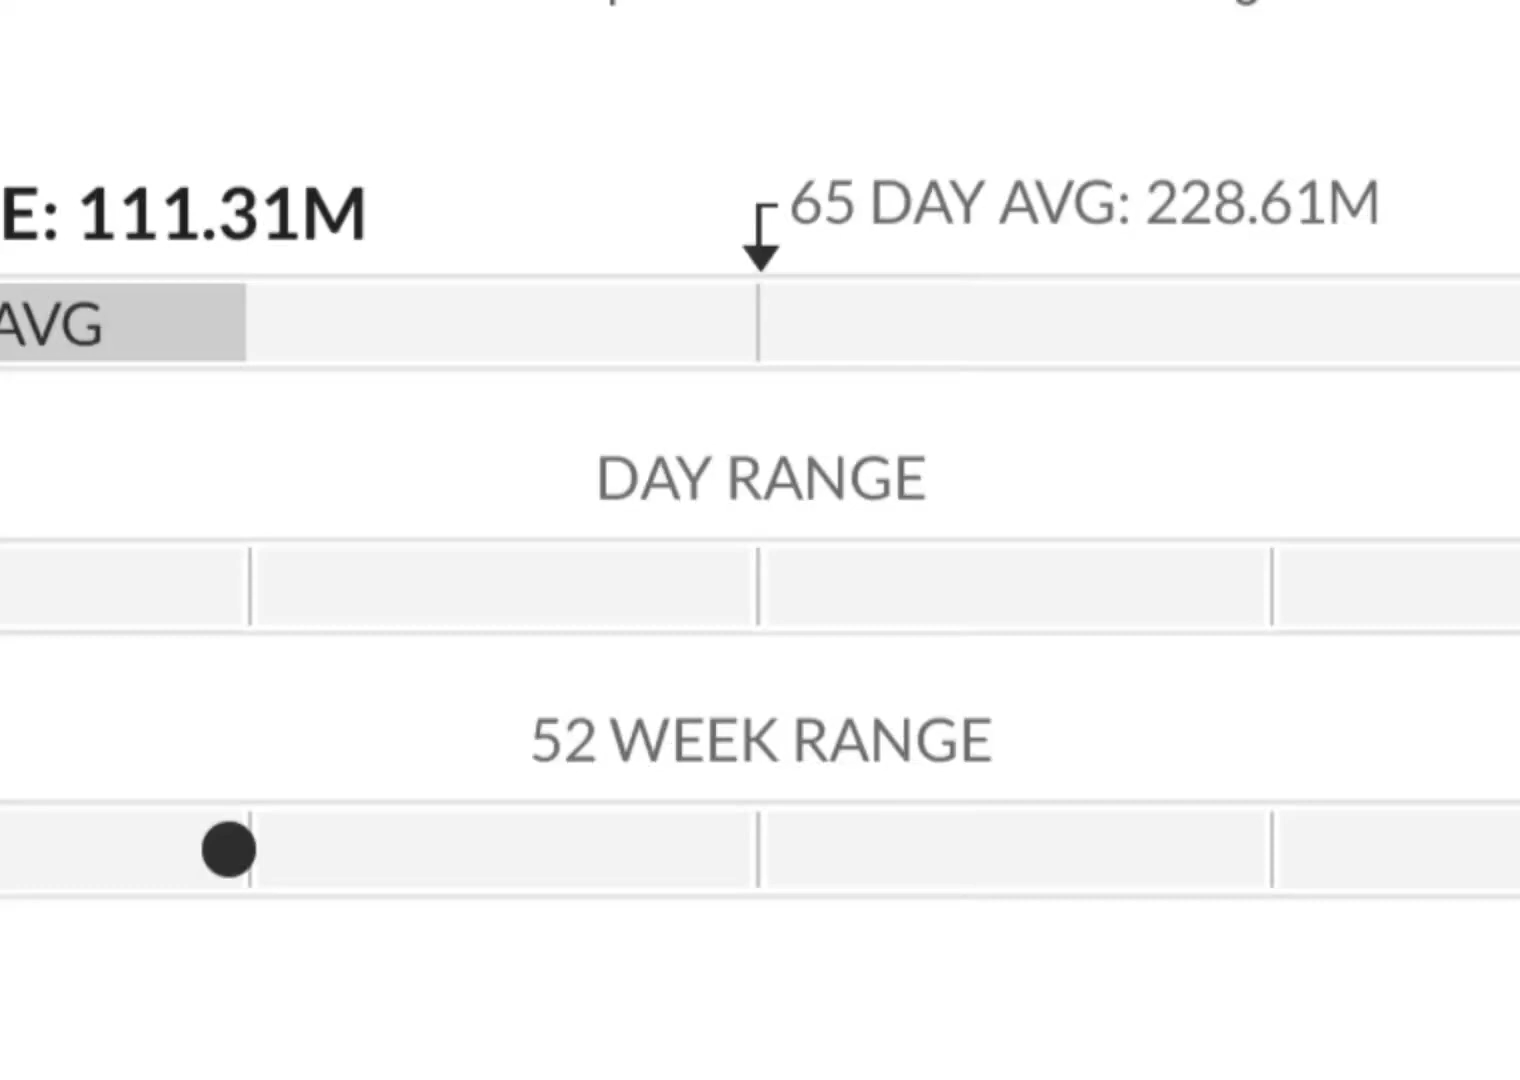 E: 111.31M
65 DAY AVG: 228.61M
AVG
DAY RANGE
52 WEEK RANGE